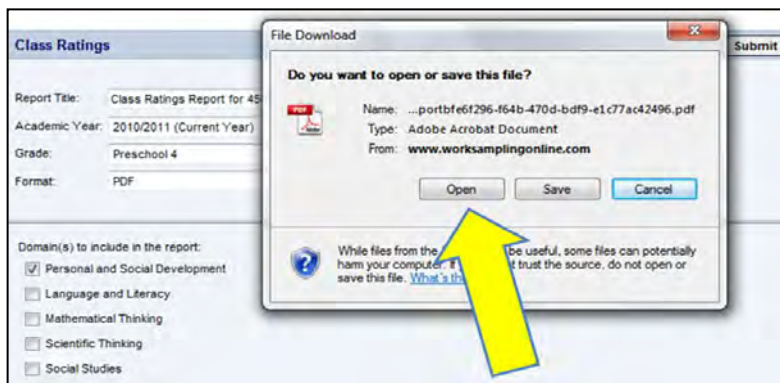 Class Ratings
Submit
Report Title: Class Ratings Report for 45
Academic Year: 2010/2011 (Current Year)
Grade: Preschool 4
Format: PDF
Domain(s) to include in the report:
Personal and Social Development
Language and Literacy
Mathematical Thinking
Scientific Thinking
Social Studies
File Download
Do you want to open or save this file?
PDF
Name: ...portbfe6f296-f64b-470d-bdf9-e1c77ac42496.pdf
Type: Adobe Acrobat Document
From: www.worksamplingonline.com
Open Save Cancel
While files from the be useful, some files can potentially
harm your computer. If t trust the source, do not open or
save this file. What's th